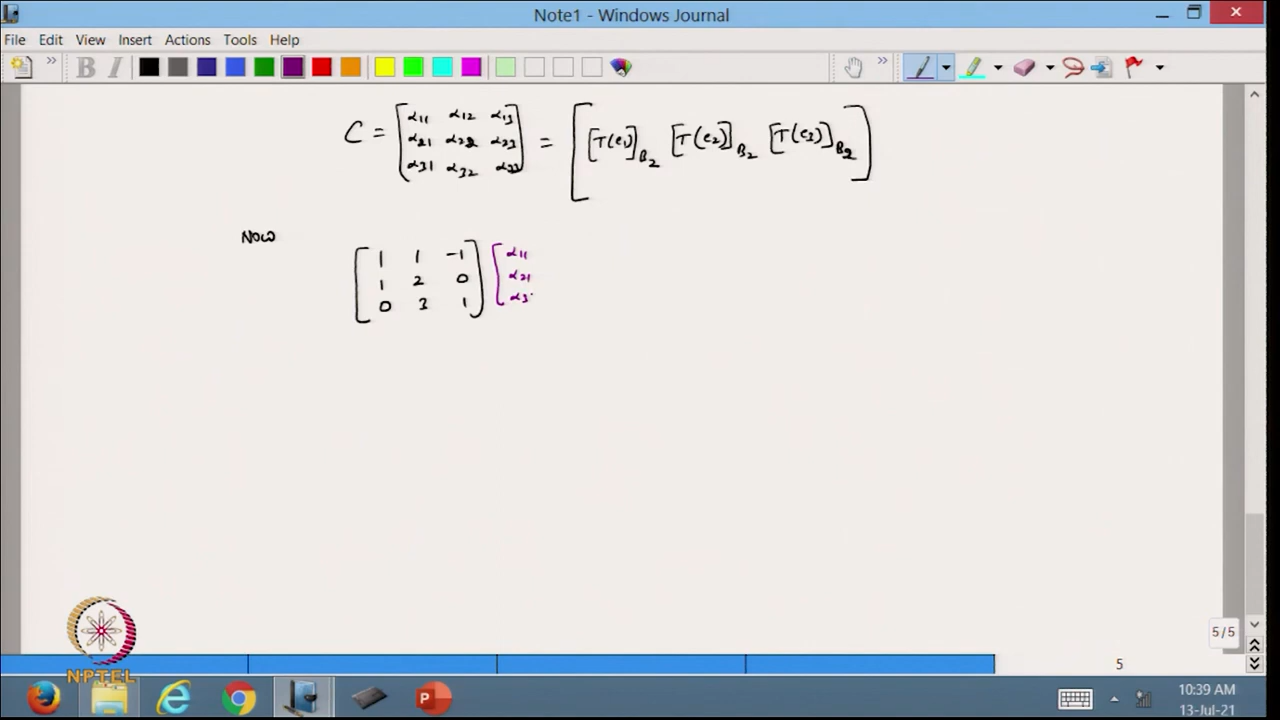 Note1 - Windows Journal
File Edit View Insert Actions Tools Help
B I
C = [α11 α12 α13 = [[T(e1)]B2 [T(e2)]B2 [T(e3)]B2]
α21 α22 α23
α31 α32 α33]
Now
[1 1 -1] [α11
1 2 0 α21
0 3 1] α3
5/5
5
NPTEL
10:39 AM
13-Jul-21